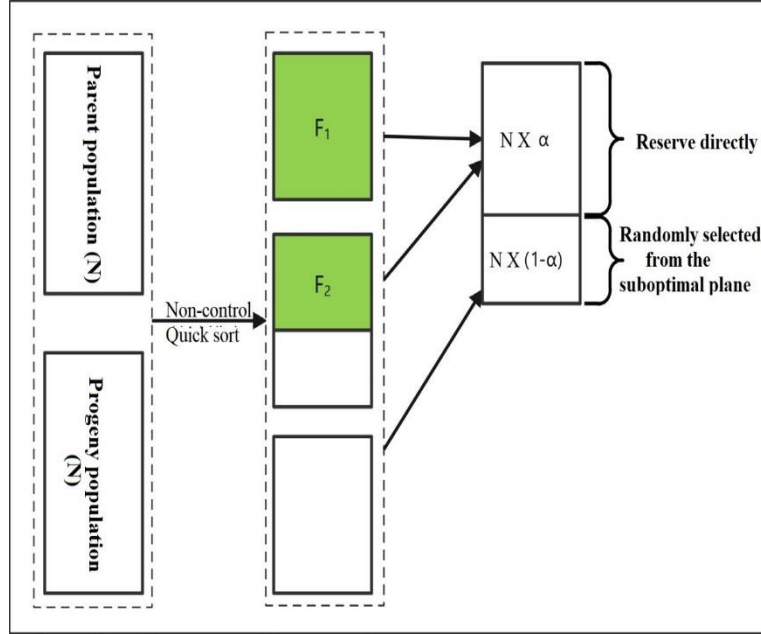 Parent population (N)
Progeny population
(N)
Non-control
Quick sort
F₁
F₂
N X α
N X (1-α)
Reserve directly
Randomly selected
from the
suboptimal plane